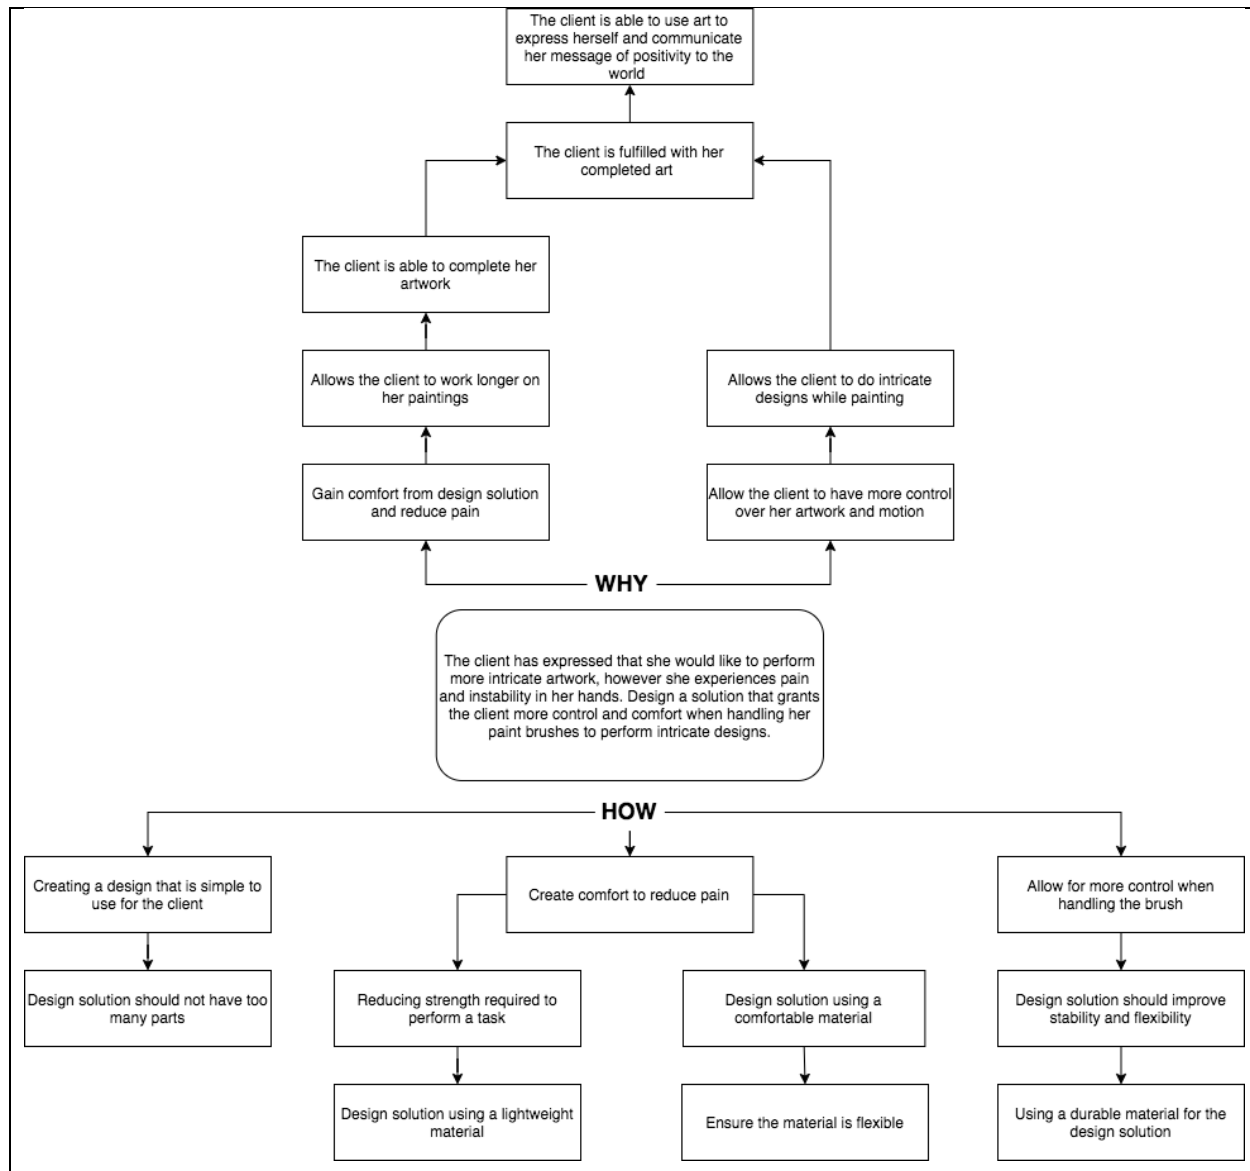 The client is able to use art to
express herself and communicate
her message of positivity to the
world
The client is fulfilled with her
completed art
The client is able to complete her
artwork
Allows the client to work longer on
her paintings
Allows the client to do intricate
designs while painting
Gain comfort from design solution
and reduce pain
Allow the client to have more control
over her artwork and motion
WHY
The client has expressed that she would like to perform
more intricate artwork, however she experiences pain
and instability in her hands. Design a solution that grants
the client more control and comfort when handling her
paint brushes to perform intricate designs.
HOW
Creating a design that is simple to
use for the client
Create comfort to reduce pain
Allow for more control when
handling the brush
Design solution should not have too
many parts
Reducing strength required to
perform a task
Design solution using a
comfortable material
Design solution should improve
stability and flexibility
Design solution using a lightweight
material
Ensure the material is flexible
Using a durable material for the
design solution